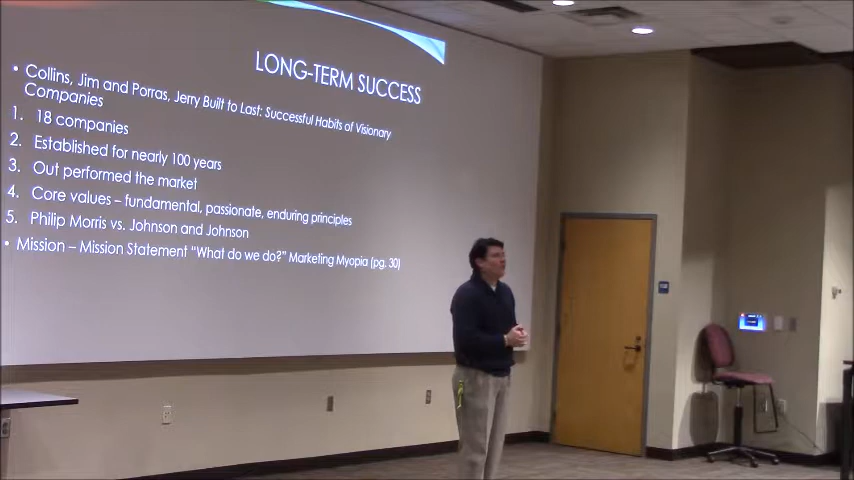 LONG-TERM SUCCESS
• Collins, Jim and Porras, Jerry Built to Last: Successful Habits of Visionary
Companies
1. 18 companies
2. Established for nearly 100 years
3. Out performed the market
4. Core values – fundamental, passionate, enduring principles
5. Philip Morris vs. Johnson and Johnson
• Mission – Mission Statement "What do we do?" Marketing Myopia (pg. 30)